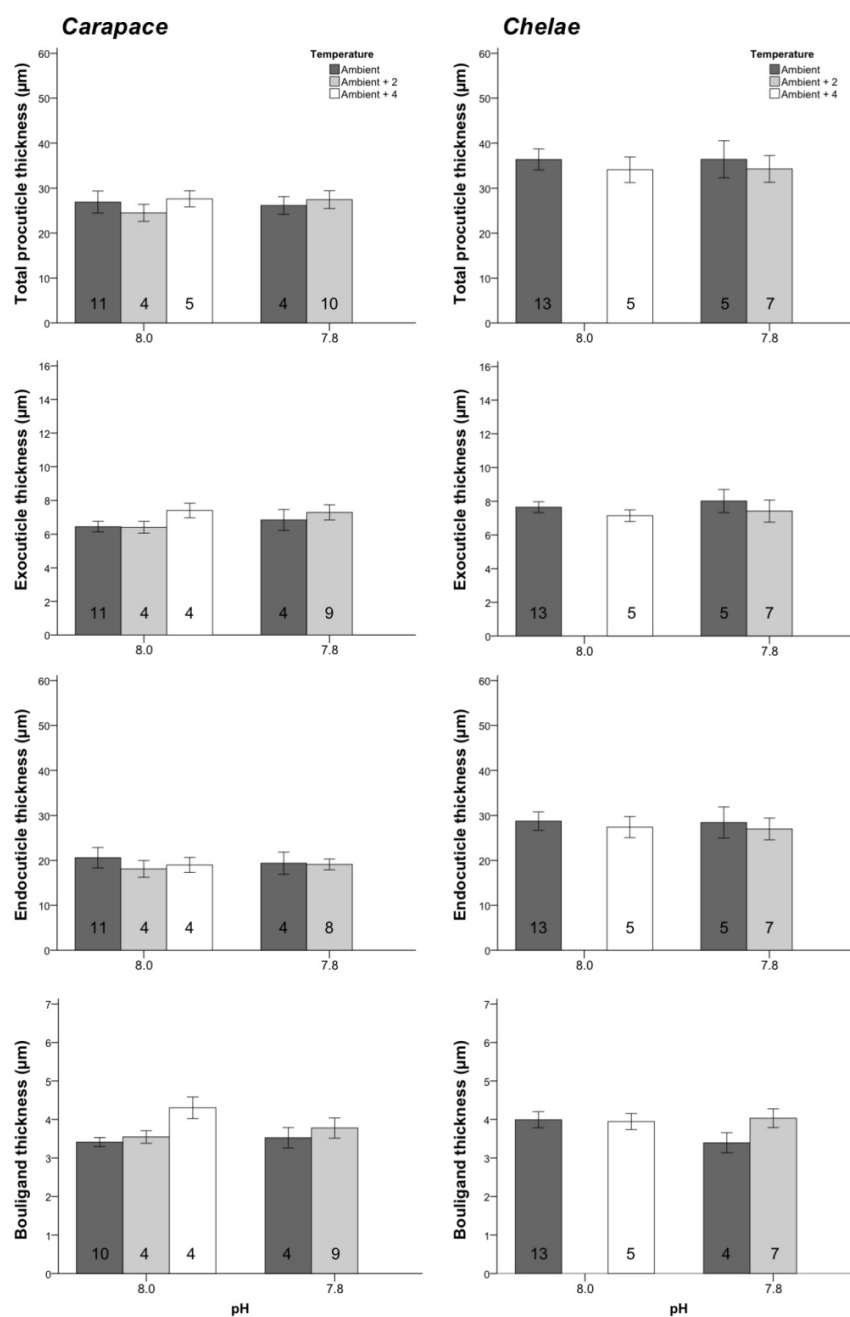 Carapace
Temperature
Ambient
Ambient + 2
Ambient + 4
Total procuticle thickness (µm)
60
50
40
30
20
10
0
11 4 5 4 10
8.0 7.8
Chelae
Temperature
Ambient
Ambient + 2
Ambient + 4
Total procuticle thickness (µm)
60
50
40
30
20
10
0
13 5 5 7
8.0 7.8
Exocuticle thickness (µm)
16
14
12
10
8
6
4
2
0
11 4 4 4 9
8.0 7.8
Exocuticle thickness (µm)
16
14
12
10
8
6
4
2
0
13 5 5 7
8.0 7.8
Endocuticle thickness (µm)
60
50
40
30
20
10
0
11 4 4 4 8
8.0 7.8
Endocuticle thickness (µm)
60
50
40
30
20
10
0
13 5 5 7
8.0 7.8
Bouligand thickness (µm)
7
6
5
4
3
2
1
0
10 4 4 4 9
8.0 7.8
pH
Bouligand thickness (µm)
7
6
5
4
3
2
1
0
13 5 4 7
8.0 7.8
pH